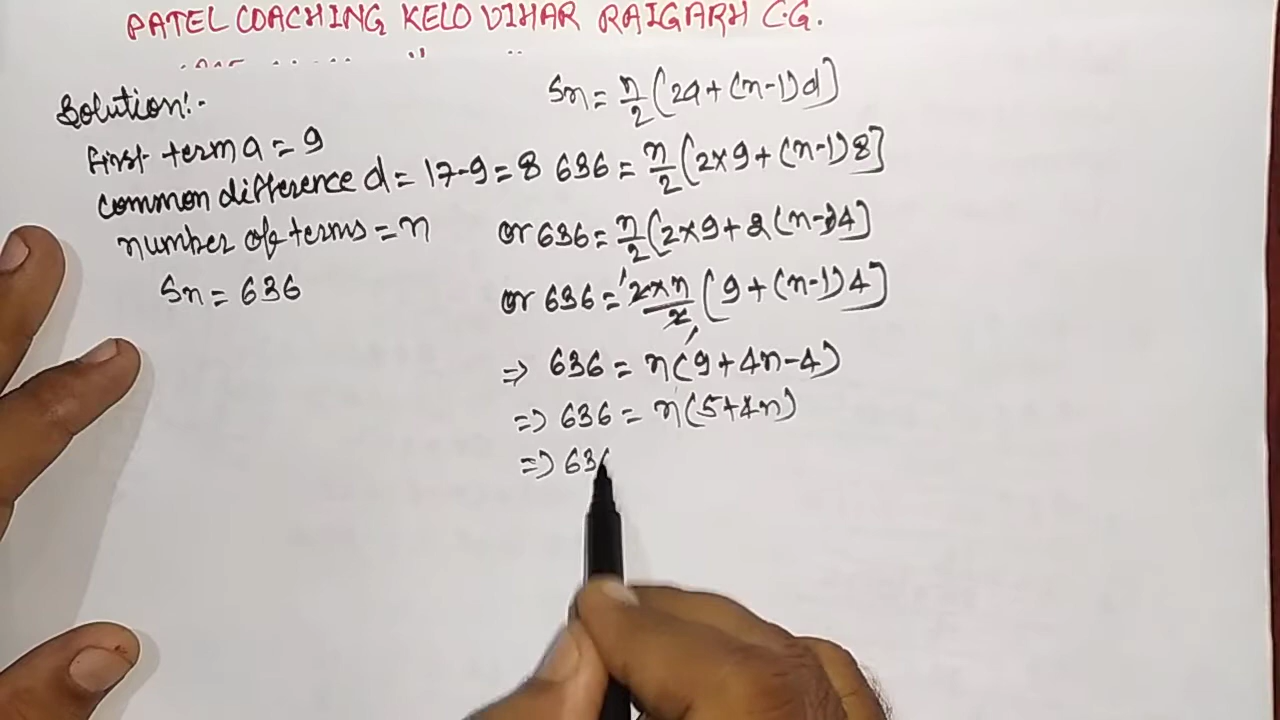 PATEL COACHING KELO VIHAR RAIGARH C.G.
Solution:-
First term a = 9
common difference d = 17-9 = 8
number of terms = n
Sn = 636
Sn = n/2 (2a + (n-1)d]
636 = n/2 (2×9 + (n-1)8]
or 636 = n/2 (2×9 + 2(n-1)4]
or 636 = 2×n/2 (9 + (n-1)4]
=> 636 = n(9+4n-4)
=> 636 = n(5+4n)
=> 636